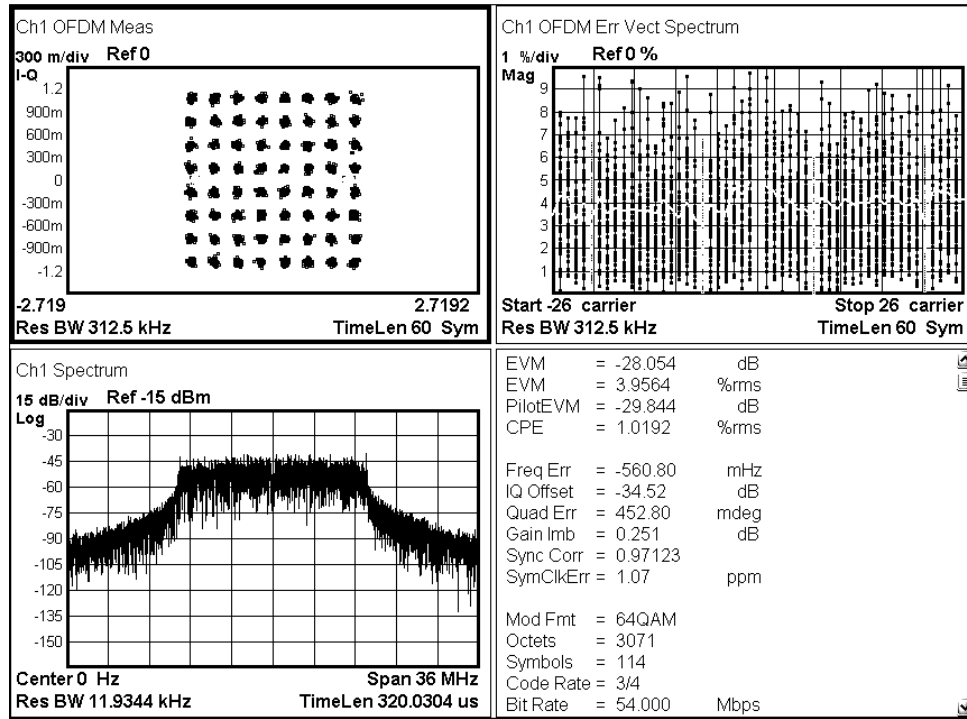 Ch1 OFDM Meas
300 m/div Ref 0
I-Q
1.2
900m
600m
300m
0
-300m
-600m
-900m
-1.2
-2.719 2.7192
Res BW 312.5 kHz TimeLen 60 Sym
Ch1 OFDM Err Vect Spectrum
1 %/div Ref 0 %
Mag
9
8
7
6
5
4
3
2
1
Start -26 carrier Stop 26 carrier
Res BW 312.5 kHz TimeLen 60 Sym
Ch1 Spectrum
15 dB/div Ref -15 dBm
Log
-30
-45
-60
-75
-90
-105
-120
-135
-150
Center 0 Hz Span 36 MHz
Res BW 11.9344 kHz TimeLen 320.0304 us
EVM = -28.054 dB
EVM = 3.9564 %rms
PilotEVM = -29.844 dB
CPE = 1.0192 %rms
Freq Err = -560.80 mHz
IQ Offset = -34.52 dB
Quad Err = 452.80 mdeg
Gain Imb = 0.251 dB
Sync Corr = 0.97123
SymClkErr = 1.07 ppm
Mod Fmt = 64QAM
Octets = 3071
Symbols = 114
Code Rate = 3/4
Bit Rate = 54.000 Mbps